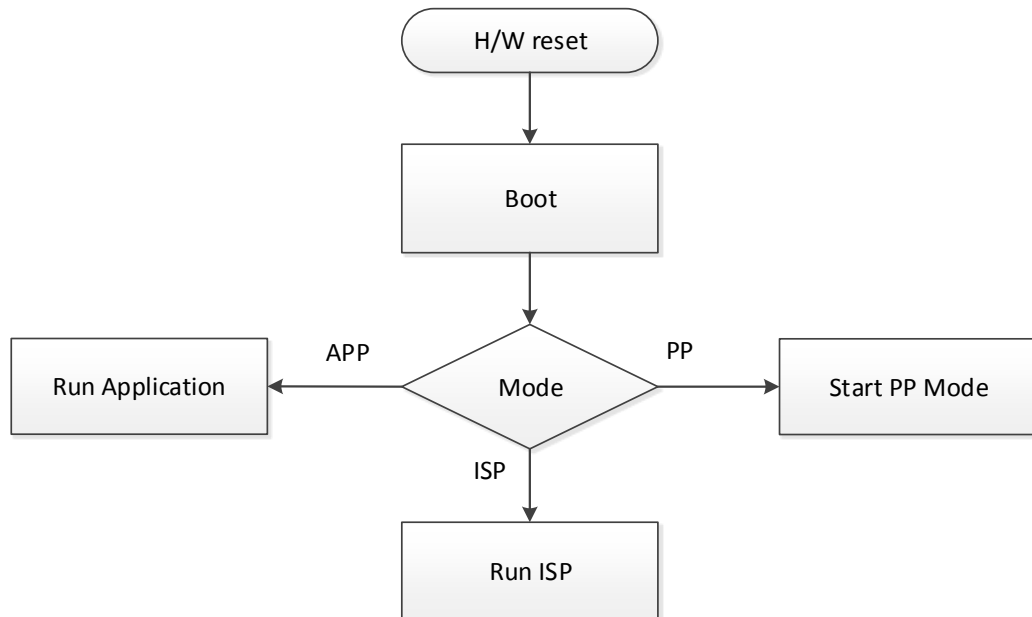 H/W reset
Boot
APP
PP
Run Application
Mode
Start PP Mode
ISP
Run ISP